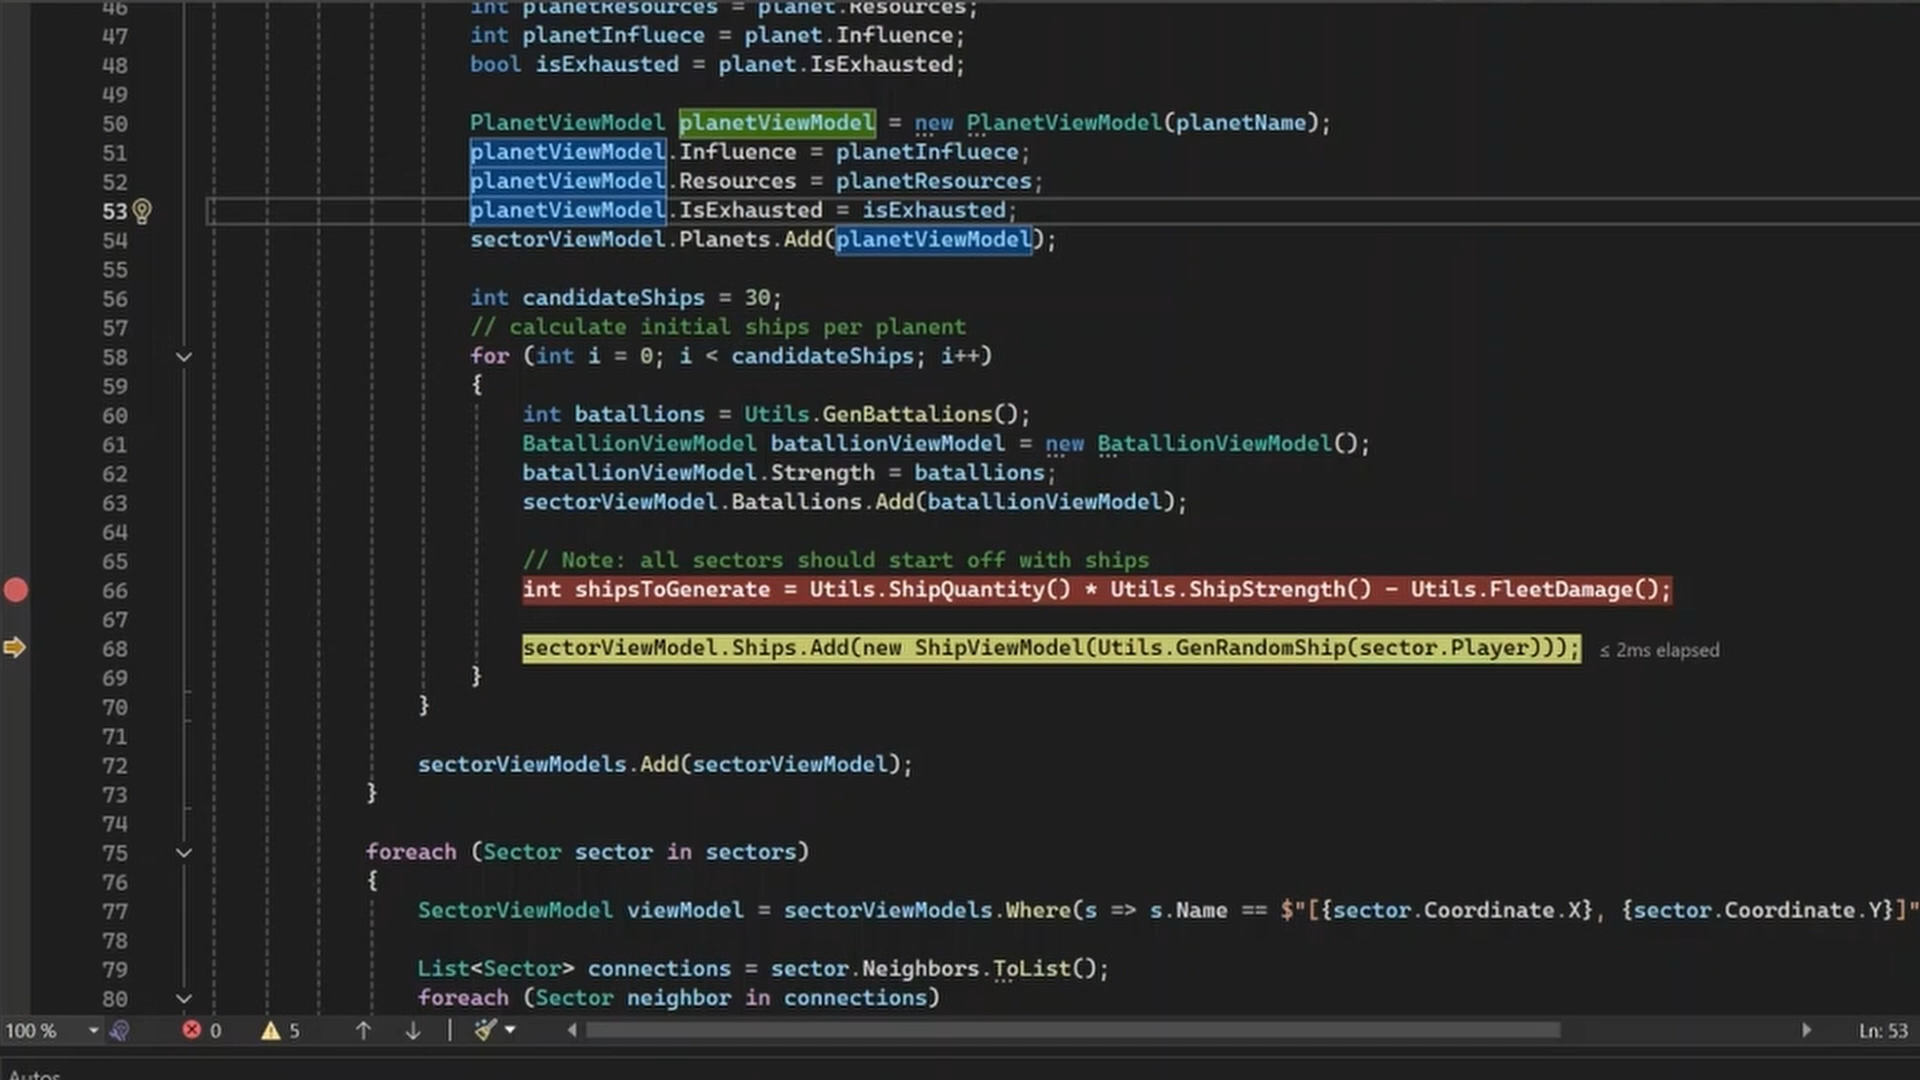 46 int planetResources = planet.Resources;
47 int planetInfluece = planet.Influence;
48 bool isExhausted = planet.IsExhausted;
49
50 PlanetViewModel planetViewModel = new PlanetViewModel(planetName);
51 planetViewModel.Influence = planetInfluece;
52 planetViewModel.Resources = planetResources;
53 planetViewModel.IsExhausted = isExhausted;
54 sectorViewModel.Planets.Add(planetViewModel);
55
56 int candidateShips = 30;
57 // calculate initial ships per planent
58 for (int i = 0; i < candidateShips; i++)
59 {
60 int batallions = Utils.GenBattalions();
61 BatallionViewModel batallionViewModel = new BatallionViewModel();
62 batallionViewModel.Strength = batallions;
63 sectorViewModel.Batallions.Add(batallionViewModel);
64
65 // Note: all sectors should start off with ships
66 int shipsToGenerate = Utils.ShipQuantity() * Utils.ShipStrength() - Utils.FleetDamage();
67
68 sectorViewModel.Ships.Add(new ShipViewModel(Utils.GenRandomShip(sector.Player))); ≤ 2ms elapsed
69 }
70 }
71
72 sectorViewModels.Add(sectorViewModel);
73 }
74
75 foreach (Sector sector in sectors)
76 {
77 SectorViewModel viewModel = sectorViewModels.Where(s => s.Name == $"[{sector.Coordinate.X}, {sector.Coordinate.Y}]"
78
79 List<Sector> connections = sector.Neighbors.ToList();
80 foreach (Sector neighbor in connections)
100 % 0 5 Ln: 53
Autos